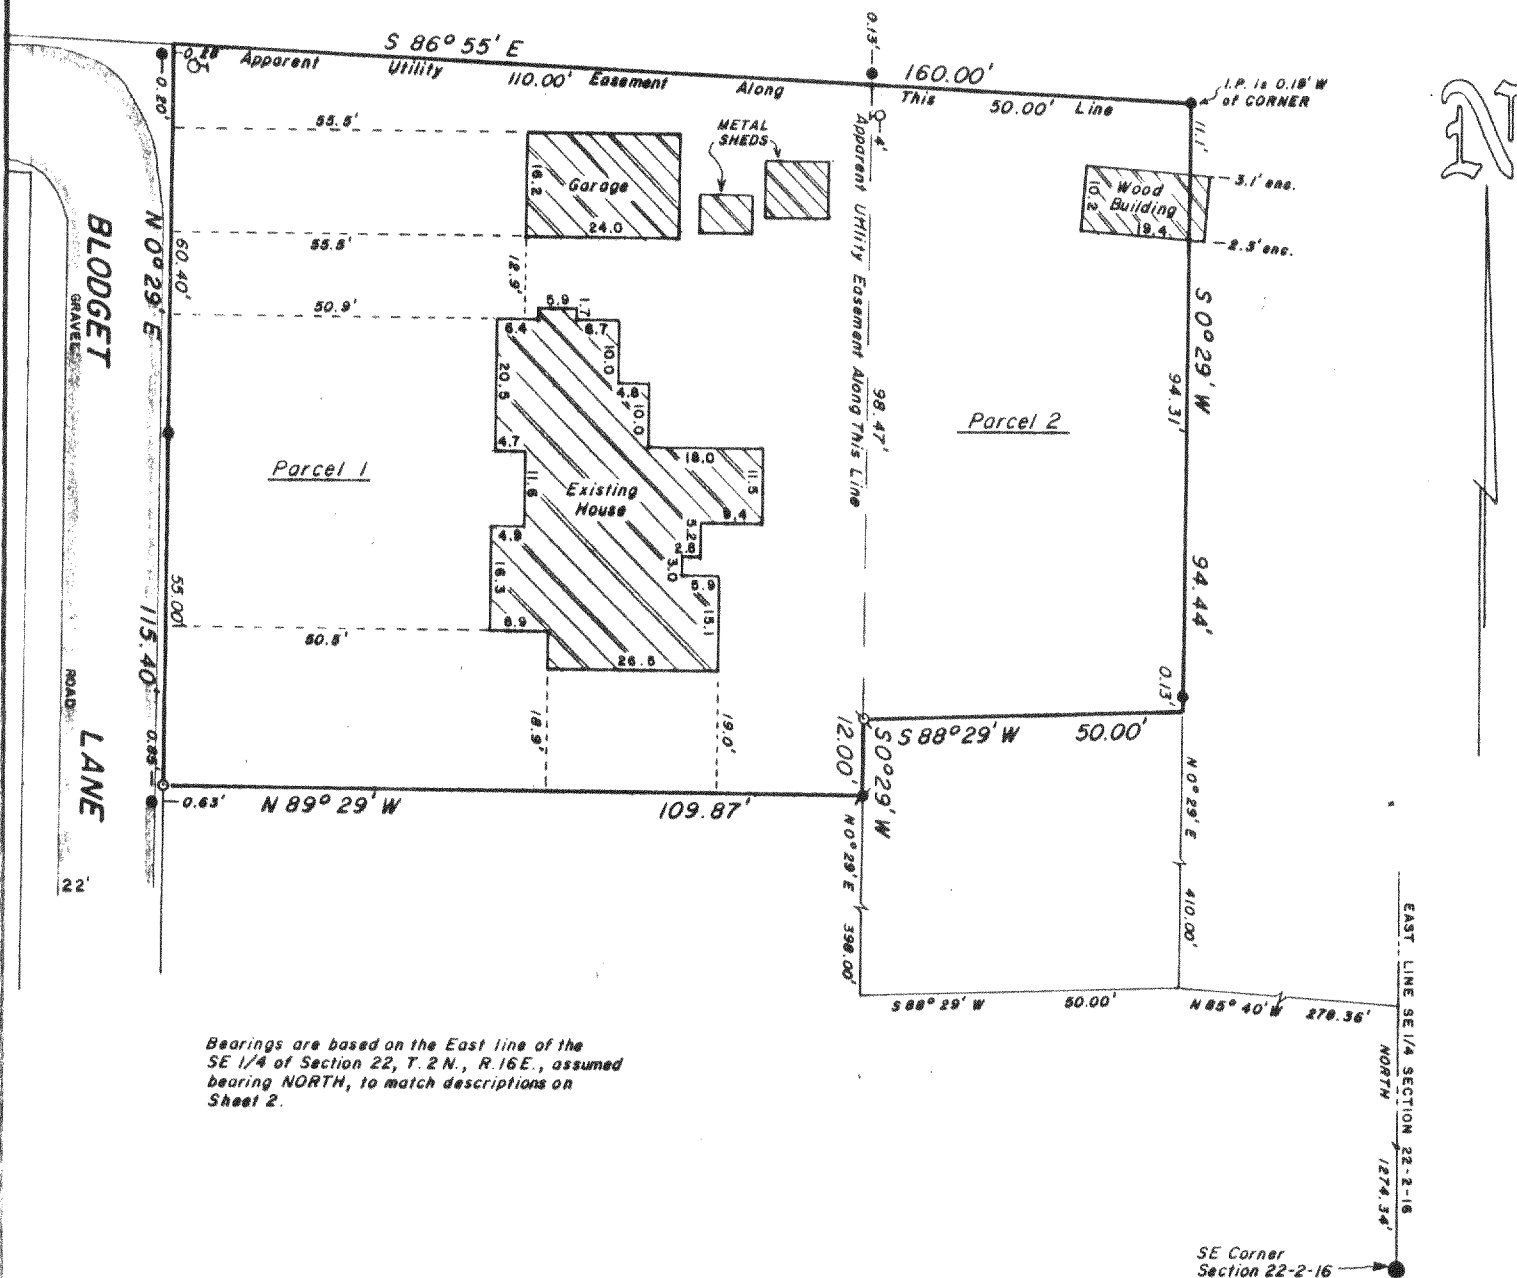 S 86° 55' E
160.00'
0.13'
I.P. is 0.18' W
of CORNER
Apparent Utility 110.00' Easement Along This 50.00' Line
0.28
0.20'
N
11.1'
4'
METAL
SHEDS
55.5'
16.2
Garage
24.0
55.5'
Wood
Building
10.2
19.4
3.1' enc.
2.3' enc.
Apparent Utility Easement Along This Line
98.47'
S 0° 29' W
94.31'
94.44'
BLODGET
LANE
GRAVEL
ROAD
N 0° 29' E
60.40'
12.9'
50.9'
5.9
1.7
6.4
6.7
10.0
20.5
4.8
10.0
4.7
18.0
11.6
11.5
Existing
House
9.4
5.2
2.8
3.0
5.9
4.9
16.3
15.1
8.9
26.5
Parcel 1
Parcel 2
55.00'
115.40'
50.5'
18.9'
19.0'
0.13'
S 88° 29' W 50.00'
12.00'
S 0° 29' W
0.85'
0.63'
N 89° 29' W 109.87'
22'
N 0° 29' E 398.00'
N 0° 29' E 410.00'
S 88° 29' W 50.00' N 85° 40' W 278.36'
EAST LINE SE 1/4 SECTION 22-2-16
NORTH 1274.34'
Bearings are based on the East line of the
SE 1/4 of Section 22, T. 2 N., R. 16 E., assumed
bearing NORTH, to match descriptions on
Sheet 2.
SE Corner
Section 22-2-16